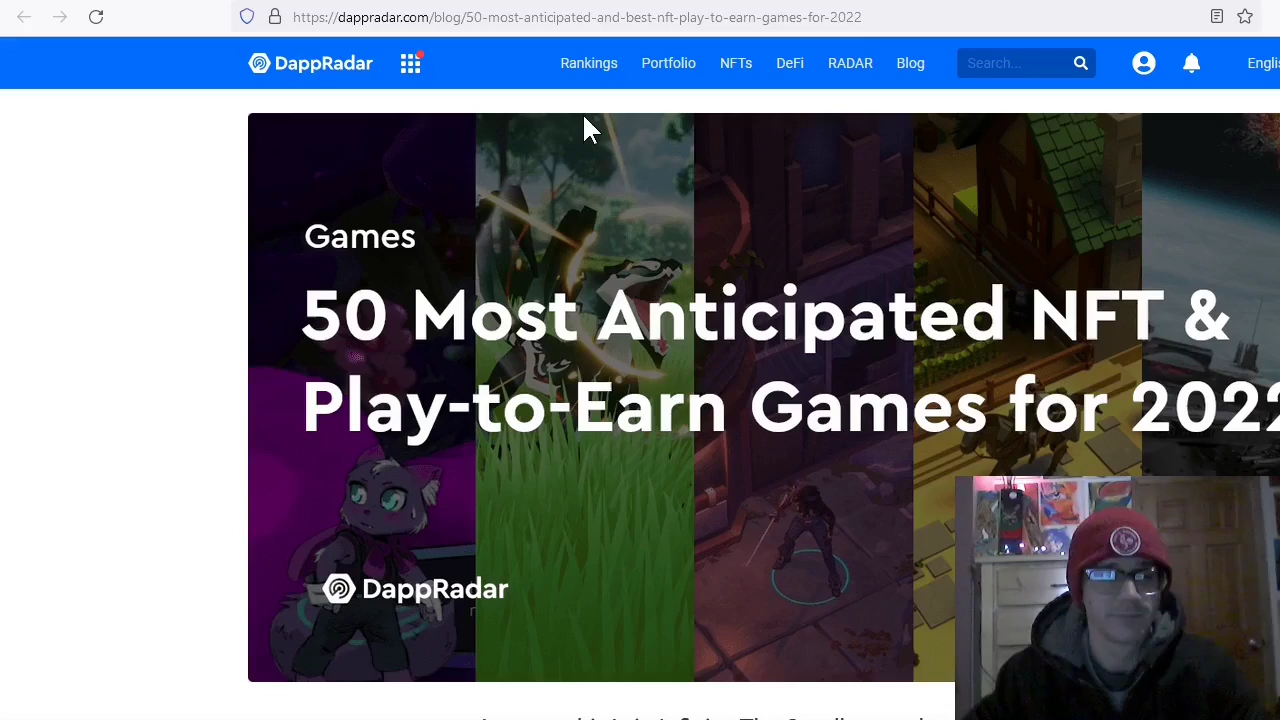 https://dappradar.com/blog/50-most-anticipated-and-best-nft-play-to-earn-games-for-2022
DappRadar
Rankings
Portfolio
NFTs
DeFi
RADAR
Blog
Search...
Games
50 Most Anticipated NFT &
Play-to-Earn Games for 2022
DappRadar